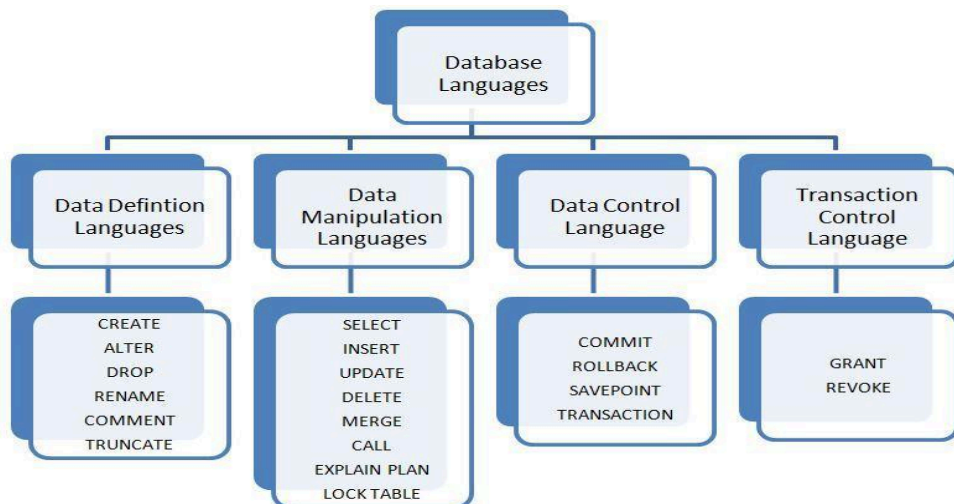 Database
Languages
Data Defintion
Languages
Data
Manipulation
Languages
Data Control
Language
Transaction
Control
Language
CREATE
ALTER
DROP
RENAME
COMMENT
TRUNCATE
SELECT
INSERT
UPDATE
DELETE
MERGE
CALL
EXPLAIN PLAN
LOCK TABLE
COMMIT
ROLLBACK
SAVEPOINT
TRANSACTION
GRANT
REVOKE